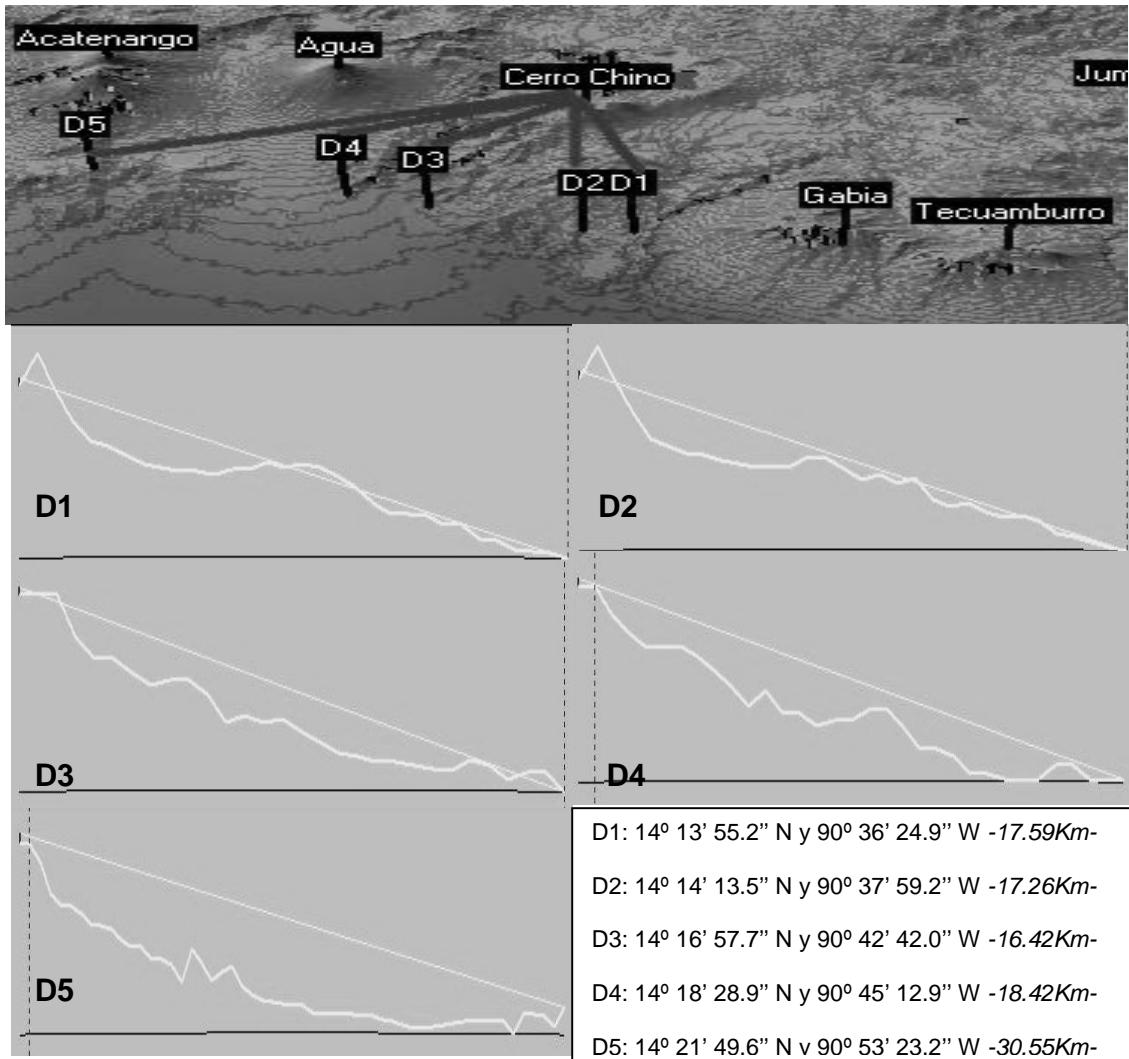 Acatenango
Agua
Cerro Chino
Jum
D5
D4
D3
D2
D1
Gabia
Tecuamburro
D1
D2
D3
D4
D5
D1: 14º 13’ 55.2’’ N y 90º 36’ 24.9’’ W -17.59Km-
D2: 14º 14’ 13.5’’ N y 90º 37’ 59.2’’ W -17.26Km-
D3: 14º 16’ 57.7’’ N y 90º 42’ 42.0’’ W -16.42Km-
D4: 14º 18’ 28.9’’ N y 90º 45’ 12.9’’ W -18.42Km-
D5: 14º 21’ 49.6’’ N y 90º 53’ 23.2’’ W -30.55Km-